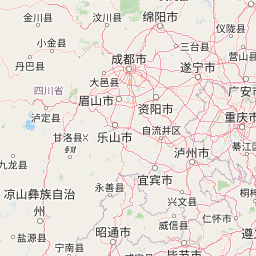 金川县
汶川县
绵阳市
仪陇县
小金县
三台县
丹巴县
成都市
营山县
大邑县
遂宁市
四川省
广安市
眉山市
资阳市
泸定县
重庆市
甘洛县
乐山市
自流井区
綦江区
九龙县
泸州市
宜宾市
凉山彝族自治州
永善县
兴文县
盐源县
威信县
仁怀市
宁南县
昭通市
毕节市